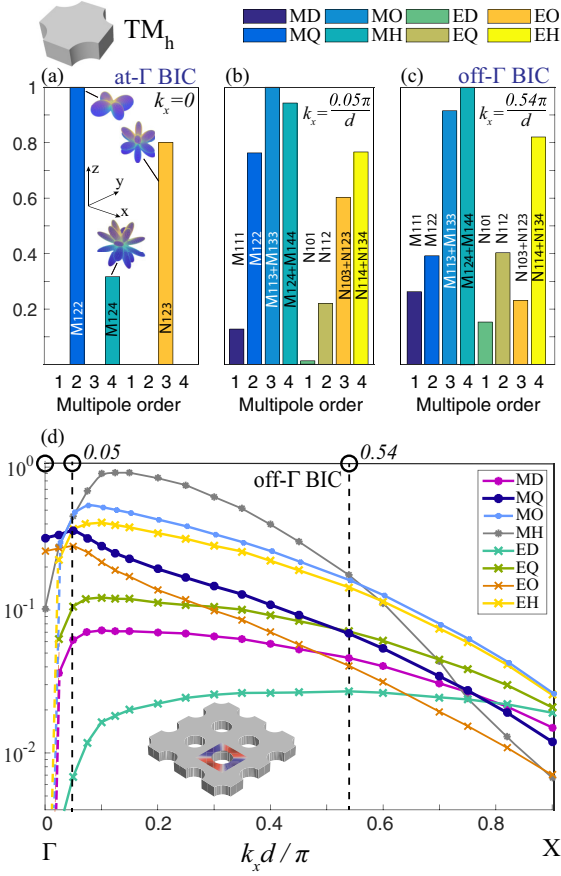 TM_h
MD MO ED EO
MQ MH EQ EH
(a) at-Γ BIC
(b)
(c) off-Γ BIC
k_x=0
k_x=0.05π/d
k_x=0.54π/d
1
0.8
0.6
0.4
0.2
z
y
x
M122
M124
N123
M111
M122
M113+M133
M124+M144
N101
N112
N103+N123
N114+N134
M111
M122
M113+M133
M124+M144
N101
N112
N103+N123
N114+N134
1 2 3 4 1 2 3 4
1 2 3 4 1 2 3 4
1 2 3 4 1 2 3 4
Multipole order
Multipole order
Multipole order
(d)
0.05
0.54
off-Γ BIC
10^0
10^-1
10^-2
MD
MQ
MO
MH
ED
EQ
EO
EH
0 0.2 0.4 0.6 0.8
Γ k_x d / π X